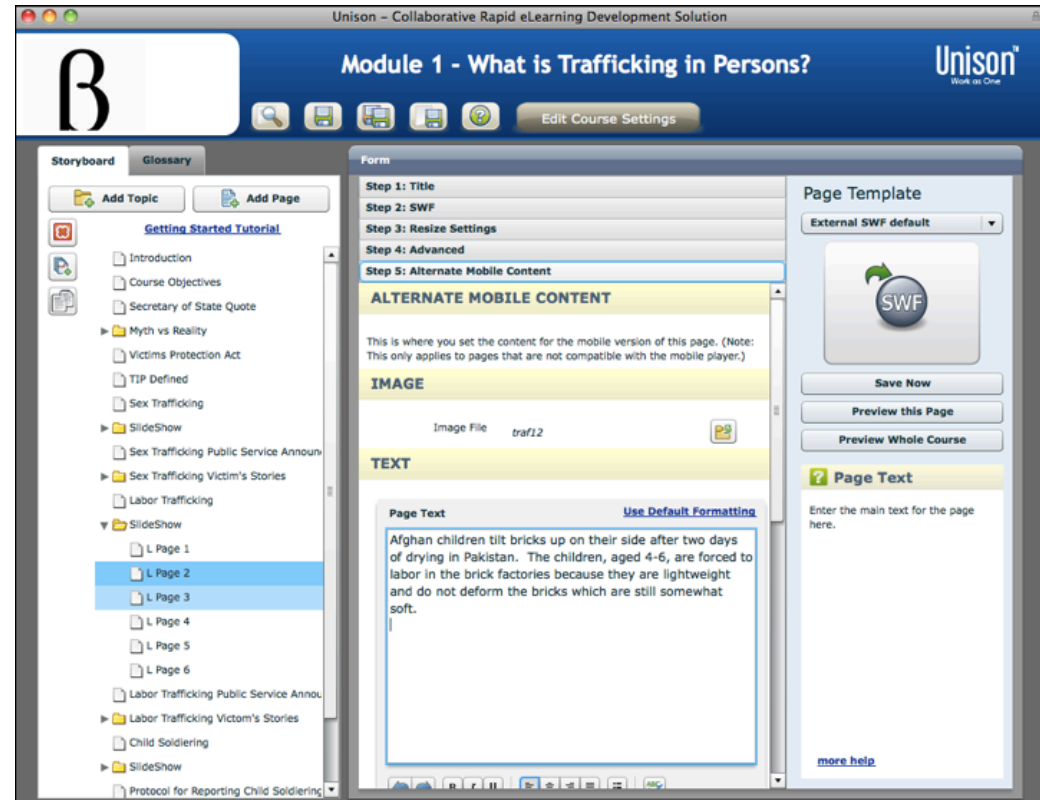 Unison – Collaborative Rapid eLearning Development Solution
β
Module 1 - What is Trafficking in Persons?
Unison™
Work as One
Edit Course Settings
Storyboard
Glossary
Add Topic
Add Page
Getting Started Tutorial
Introduction
Course Objectives
Secretary of State Quote
Myth vs Reality
Victims Protection Act
TIP Defined
Sex Trafficking
SlideShow
Sex Trafficking Public Service Announ
Sex Trafficking Victim's Stories
Labor Trafficking
SlideShow
L Page 1
L Page 2
L Page 3
L Page 4
L Page 5
L Page 6
Labor Trafficking Public Service Annou
Labor Trafficking Victom's Stories
Child Soldiering
SlideShow
Protocol for Reporting Child Soldiering
Form
Step 1: Title
Step 2: SWF
Step 3: Resize Settings
Step 4: Advanced
Step 5: Alternate Mobile Content
ALTERNATE MOBILE CONTENT
This is where you set the content for the mobile version of this page. (Note:
This only applies to pages that are not compatible with the mobile player.)
IMAGE
Image File traf12
TEXT
Page Text
Use Default Formatting
Afghan children tilt bricks up on their side after two days
of drying in Pakistan. The children, aged 4-6, are forced to
labor in the brick factories because they are lightweight
and do not deform the bricks which are still somewhat
soft.
B I U
ABC
Page Template
External SWF default
SWF
Save Now
Preview this Page
Preview Whole Course
? Page Text
Enter the main text for the page
here.
more help